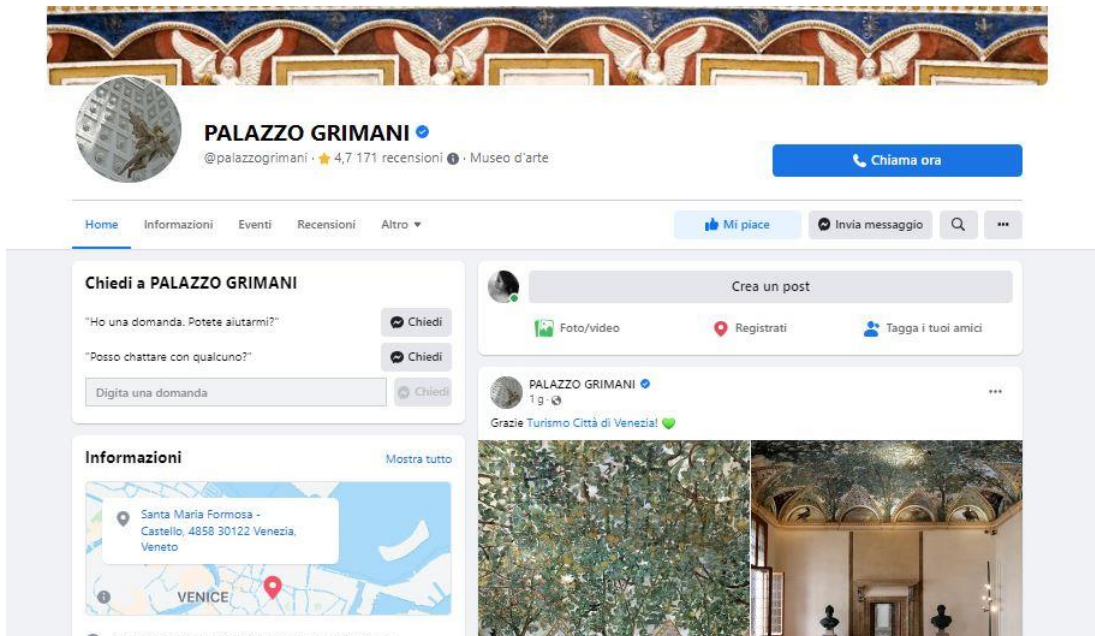 PALAZZO GRIMANI
@palazzogrimani · 4,7 171 recensioni · Museo d'arte
Chiama ora
Home Informazioni Eventi Recensioni Altro
Mi piace Invia messaggio
Chiedi a PALAZZO GRIMANI
"Ho una domanda. Potete aiutarmi?" Chiedi
"Posso chattare con qualcuno?" Chiedi
Digita una domanda Chiedi
Informazioni Mostra tutto
Santa Maria Formosa -
Castello, 4858 30122 Venezia,
Veneto
VENICE
Crea un post
Foto/video Registrati Tagga i tuoi amici
PALAZZO GRIMANI
1 g ·
Grazie Turismo Città di Venezia!